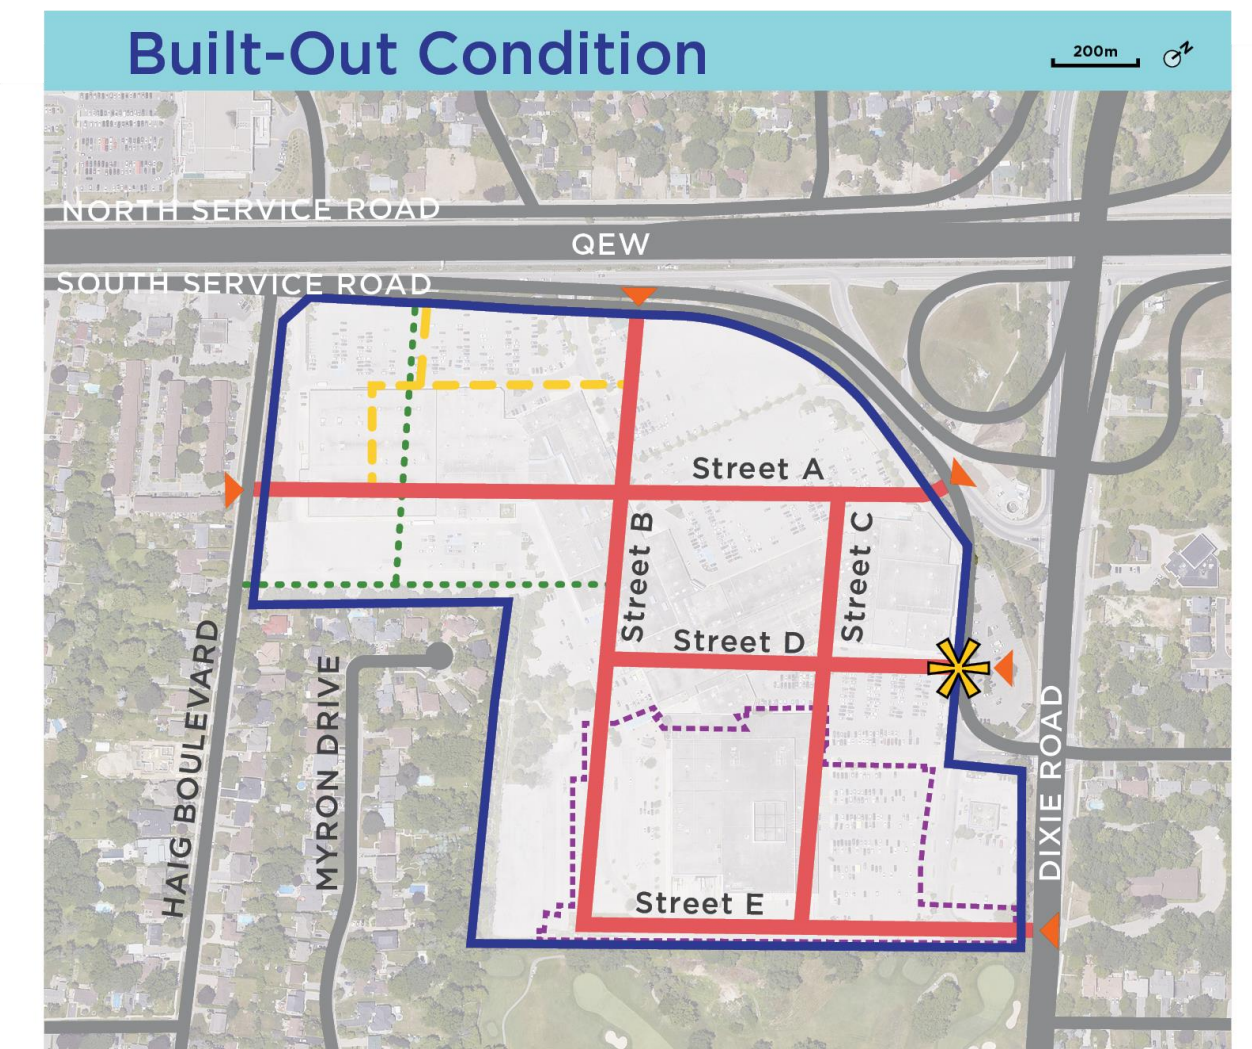 Built-Out Condition
200m
N
NORTH SERVICE ROAD
QEW
SOUTH SERVICE ROAD
Street A
Street B
Street C
Street D
HAIG BOULEVARD
MYRON DRIVE
DIXIE ROAD
Street E